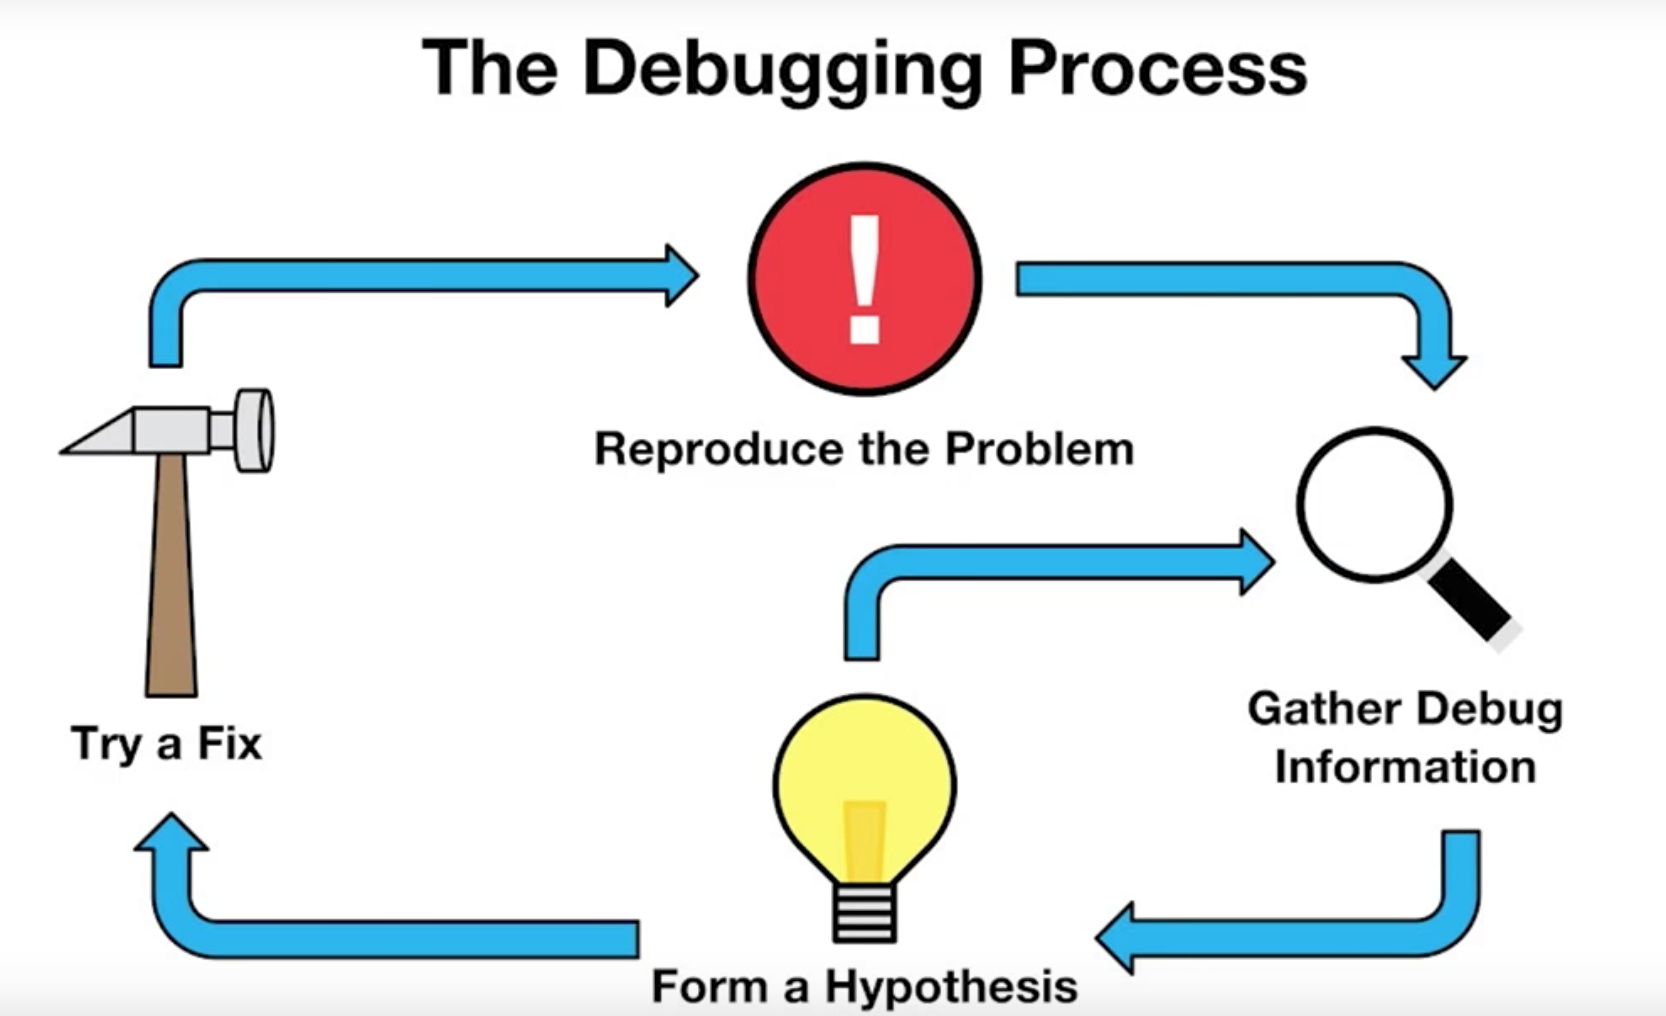 The Debugging Process
!
Reproduce the Problem
Gather Debug
Information
Try a Fix
Form a Hypothesis